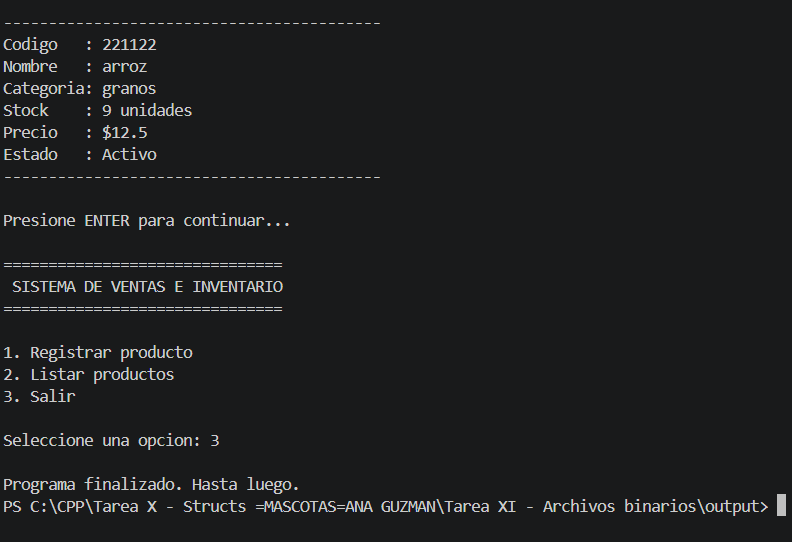 ------------------------------------------
Codigo   : 221122
Nombre   : arroz
Categoria: granos
Stock    : 9 unidades
Precio   : $12.5
Estado   : Activo
------------------------------------------
Presione ENTER para continuar...
===============================
 SISTEMA DE VENTAS E INVENTARIO
===============================
1. Registrar producto
2. Listar productos
3. Salir
Seleccione una opcion: 3
Programa finalizado. Hasta luego.
PS C:\CPP\Tarea X - Structs =MASCOTAS=ANA GUZMAN\Tarea XI - Archivos binarios\output>